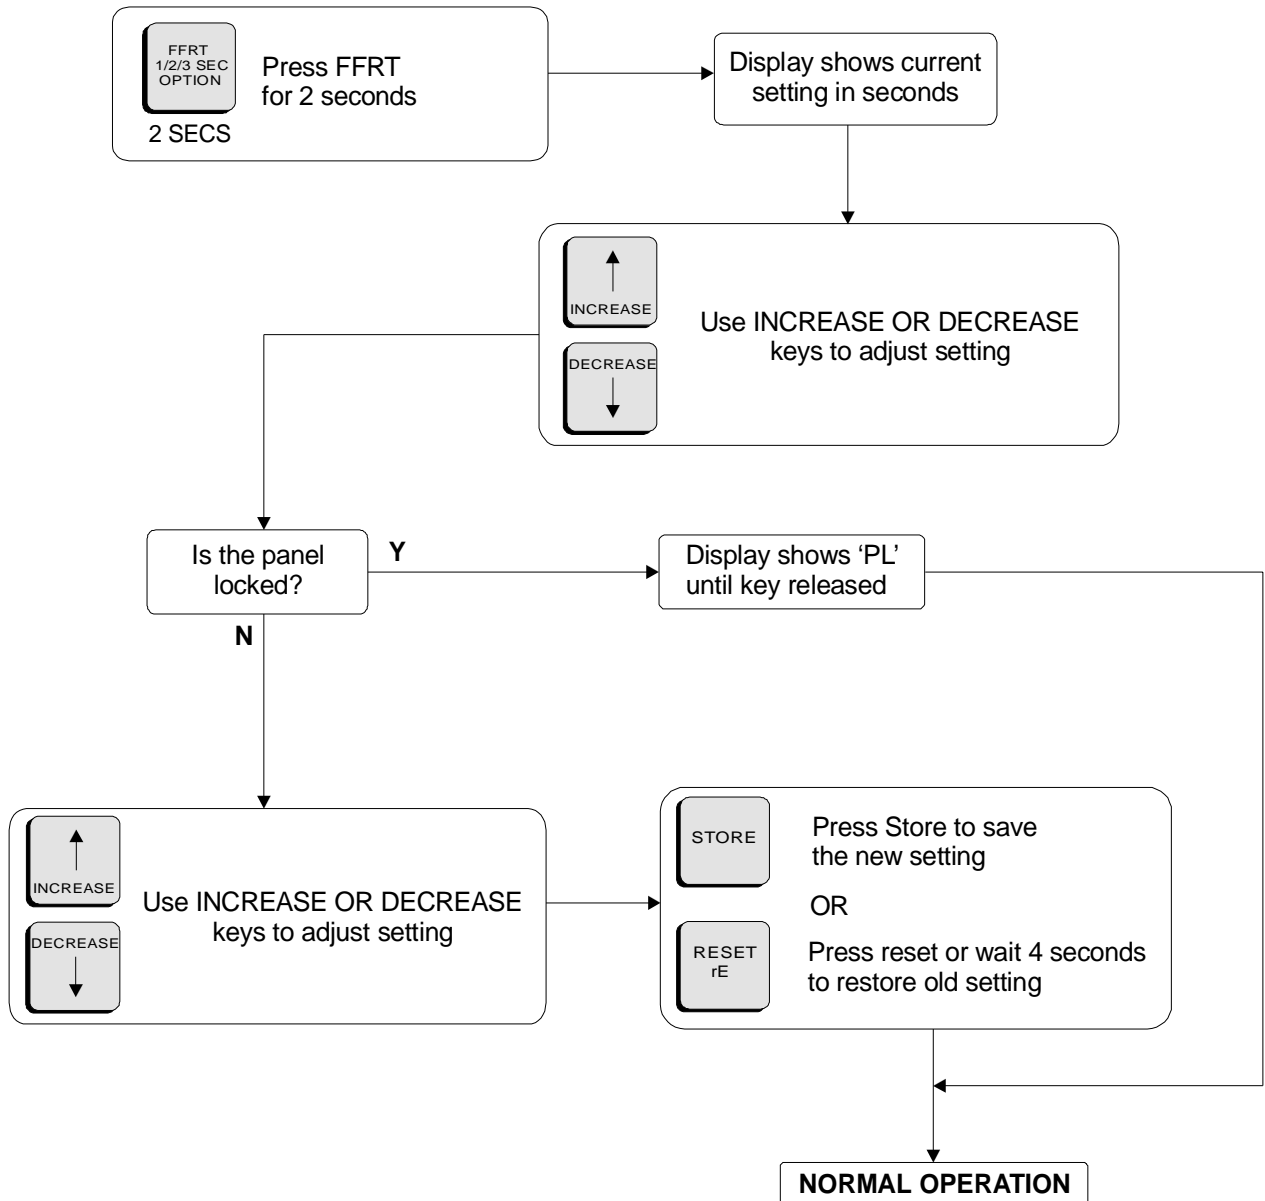 FFRT
1/2/3 SEC
OPTION
2 SECS
Press FFRT
for 2 seconds
Display shows current
setting in seconds
INCREASE
DECREASE
Use INCREASE OR DECREASE
keys to adjust setting
Is the panel
locked?
Y
N
Display shows ‘PL’
until key released
INCREASE
DECREASE
Use INCREASE OR DECREASE
keys to adjust setting
STORE
Press Store to save
the new setting
OR
RESET
rE
Press reset or wait 4 seconds
to restore old setting
NORMAL OPERATION